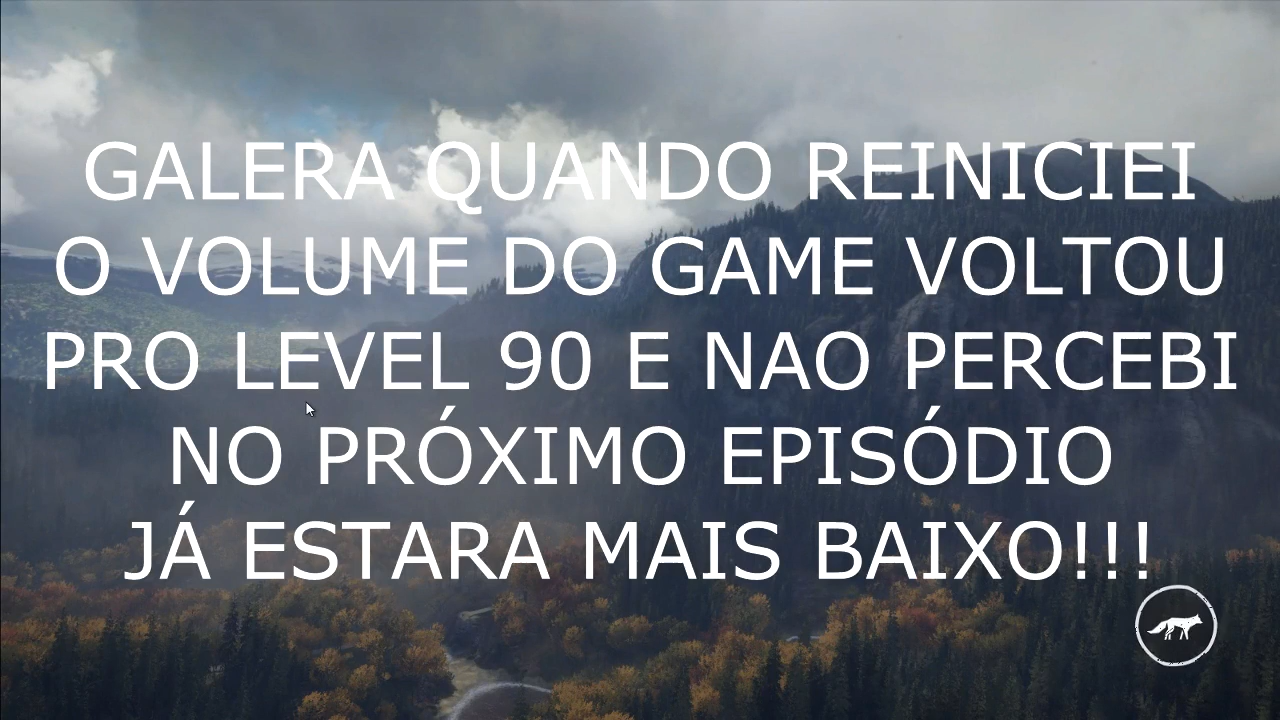 GALERA QUANDO REINICIEI
O VOLUME DO GAME VOLTOU
PRO LEVEL 90 E NAO PERCEBI
NO PRÓXIMO EPISÓDIO
JÁ ESTARA MAIS BAIXO!!!